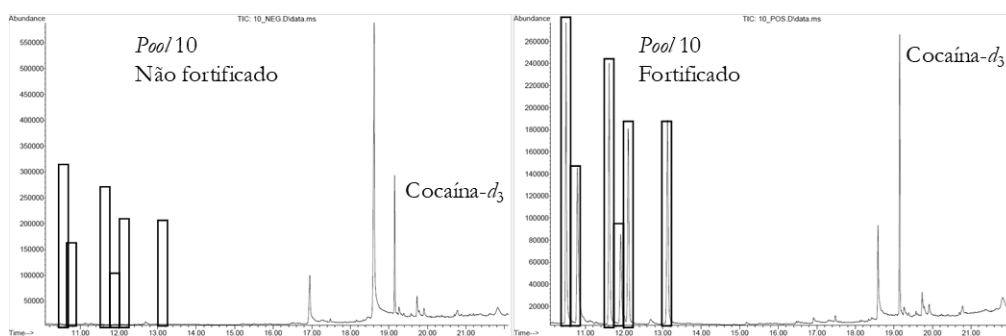 Abundance
TIC: 10_NEG.D\data.ms
550000
500000
450000
400000
350000
300000
250000
200000
150000
100000
50000
Pool 10
Não fortificado
Cocaína-d3
Time-->
11.00 12.00 13.00 14.00 15.00 16.00 17.00 18.00 19.00 20.00 21.00
Abundance
TIC: 10_POS.D\data.ms
260000
240000
220000
200000
180000
160000
140000
120000
100000
80000
60000
40000
20000
Pool 10
Fortificado
Cocaína-d3
Time-->
11.00 12.00 13.00 14.00 15.00 16.00 17.00 18.00 19.00 20.00 21.00